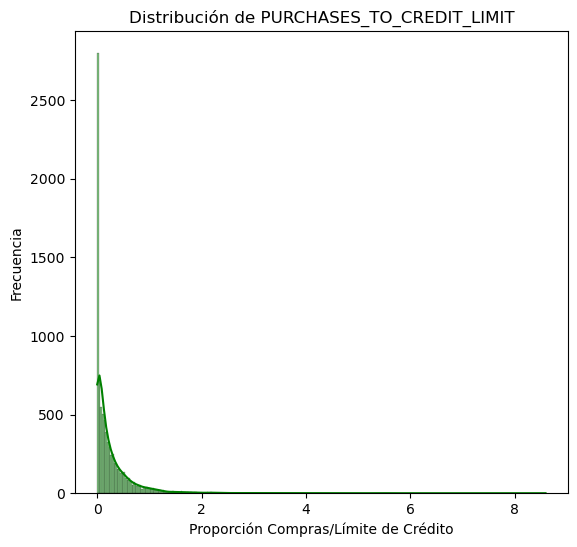 Distribución de PURCHASES_TO_CREDIT_LIMIT
2500
2000
1500
1000
500
0
Frecuencia
0 2 4 6 8
Proporción Compras/Límite de Crédito